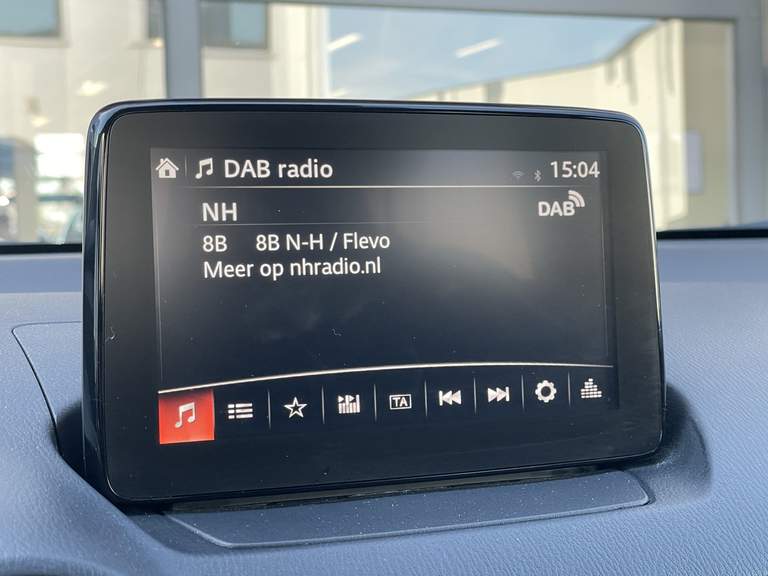 DAB radio 15:04
NH DAB
8B 8B N-H / Flevo
Meer op nhradio.nl
TA